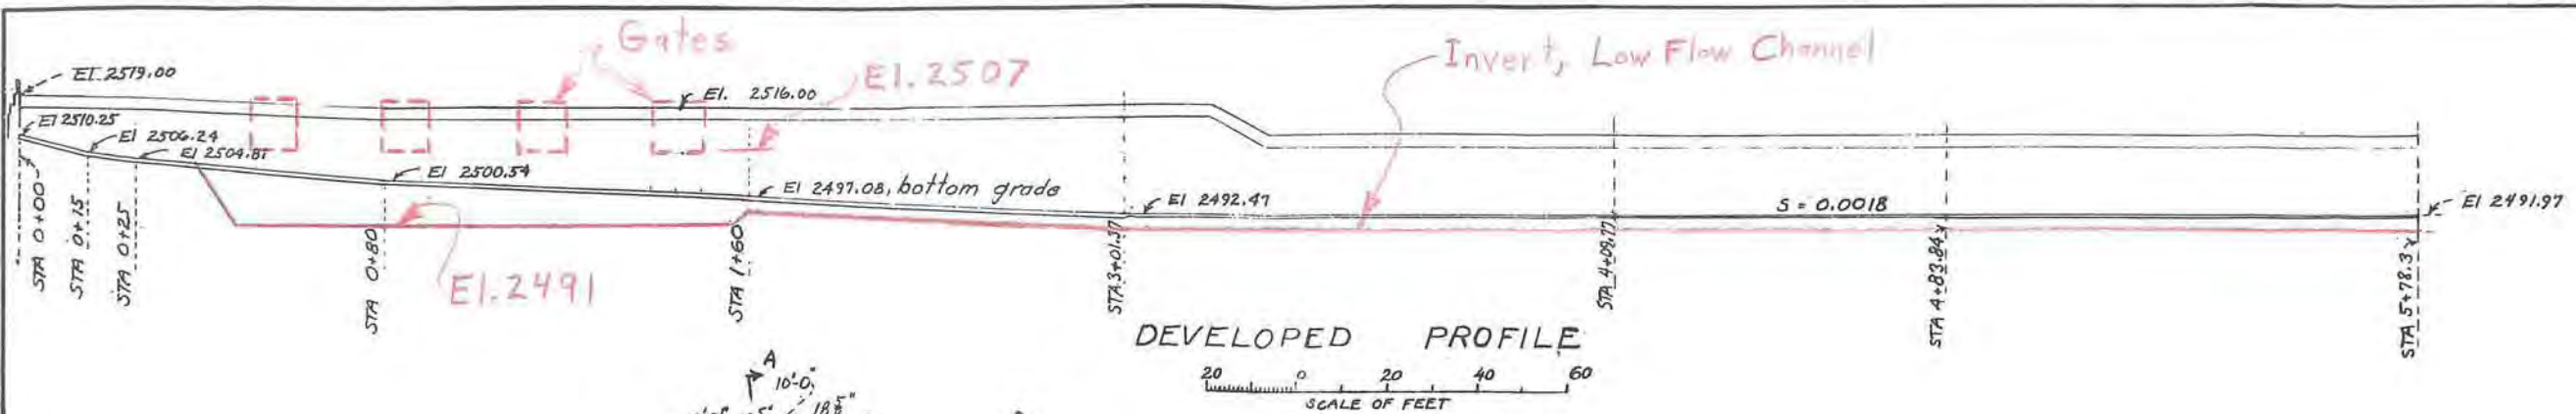 Gates
Invert, Low Flow Channel
El. 2519.00
El. 2507
El. 2516.00
El 2510.25
El 2506.24
El 2504.81
El 2500.54
El 2497.08, bottom grade
El 2492.47
S = 0.0018
El 2491.97
El. 2491
STA 0+00
STA 0+15
STA 0+25
STA 0+80
STA 1+60
STA 3+01.37
STA 4+09.77
STA 4+83.84
STA 5+78.3
DEVELOPED PROFILE
20 0 20 40 60
SCALE OF FEET
A
10'-0"